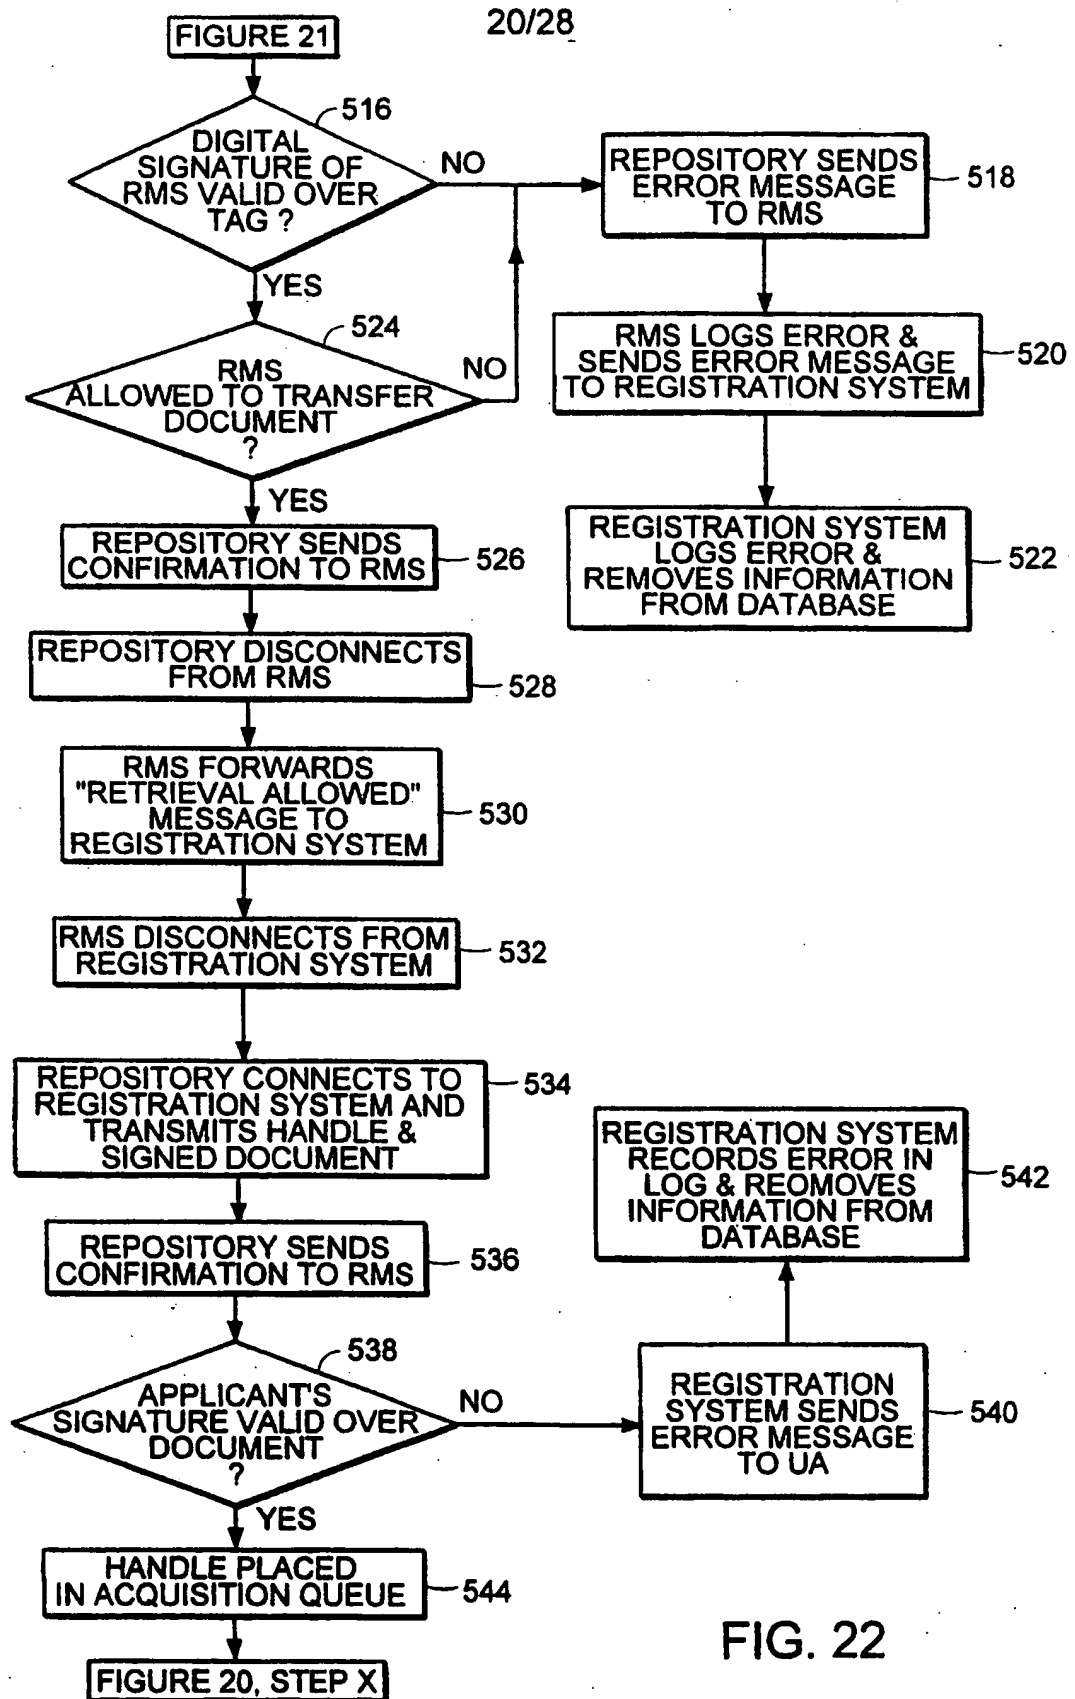 20/28
FIGURE 21
516
DIGITAL
SIGNATURE OF
RMS VALID OVER
TAG ?
NO
YES
REPOSITORY SENDS
ERROR MESSAGE
TO RMS
518
524
RMS
ALLOWED TO TRANSFER
DOCUMENT
?
NO
YES
RMS LOGS ERROR &
SENDS ERROR MESSAGE
TO REGISTRATION SYSTEM
520
REPOSITORY SENDS
CONFIRMATION TO RMS
526
REGISTRATION SYSTEM
LOGS ERROR &
REMOVES INFORMATION
FROM DATABASE
522
REPOSITORY DISCONNECTS
FROM RMS
528
RMS FORWARDS
"RETRIEVAL ALLOWED"
MESSAGE TO
REGISTRATION SYSTEM
530
RMS DISCONNECTS FROM
REGISTRATION SYSTEM
532
REPOSITORY CONNECTS TO
REGISTRATION SYSTEM AND
TRANSMITS HANDLE &
SIGNED DOCUMENT
534
REPOSITORY SENDS
CONFIRMATION TO RMS
536
538
APPLICANT'S
SIGNATURE VALID OVER
DOCUMENT
?
NO
YES
REGISTRATION
SYSTEM SENDS
ERROR MESSAGE
TO UA
540
REGISTRATION SYSTEM
RECORDS ERROR IN
LOG & REOMOVES
INFORMATION FROM
DATABASE
542
HANDLE PLACED
IN ACQUISITION QUEUE
544
FIGURE 20, STEP X
FIG. 22